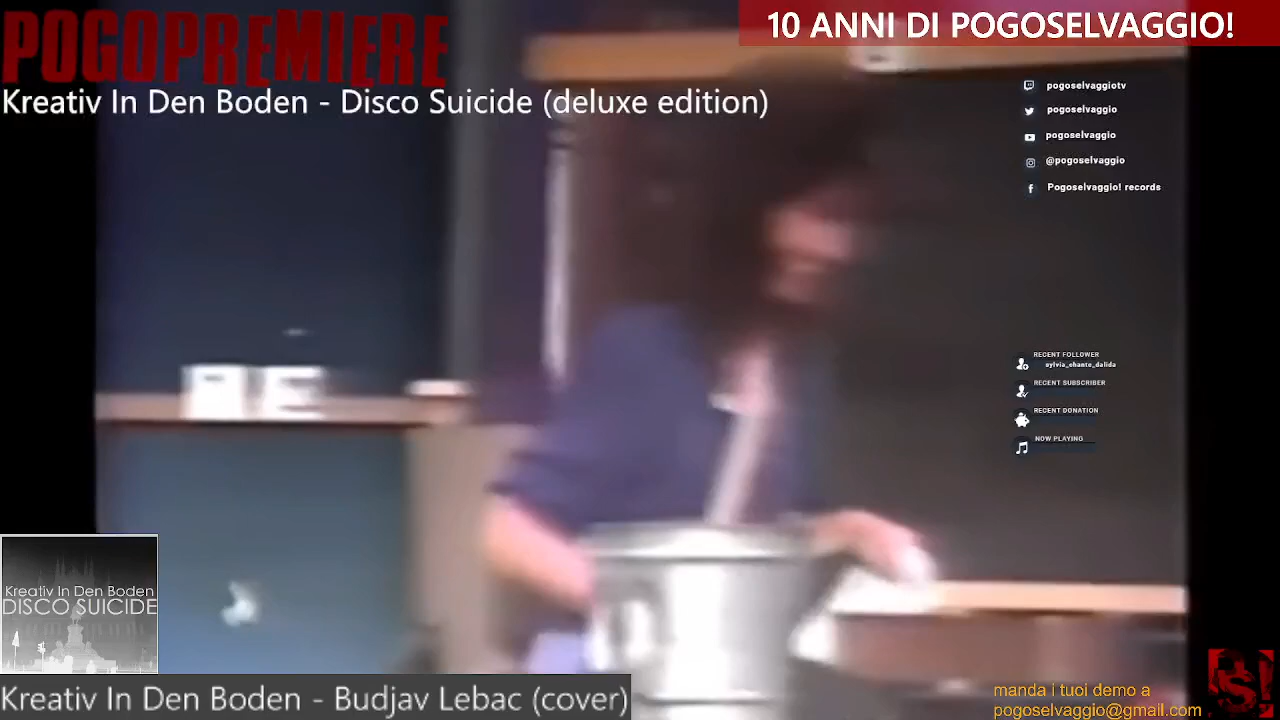 POGOPREMIERE
10 ANNI DI POGOSELVAGGIO!
Kreativ In Den Boden - Disco Suicide (deluxe edition)
pogoselvaggiotv
pogoselvaggio
pogoselvaggio
@pogoselvaggio
Pogoselvaggio! records
RECENT FOLLOWER
sylvia_chante_dalida
RECENT SUBSCRIBER
RECENT DONATION
NOW PLAYING
Kreativ In Den Boden
DISCO SUICIDE
Kreativ In Den Boden - Budjav Lebac (cover)
manda i tuoi demo a
pogoselvaggio@gmail.com
PS!